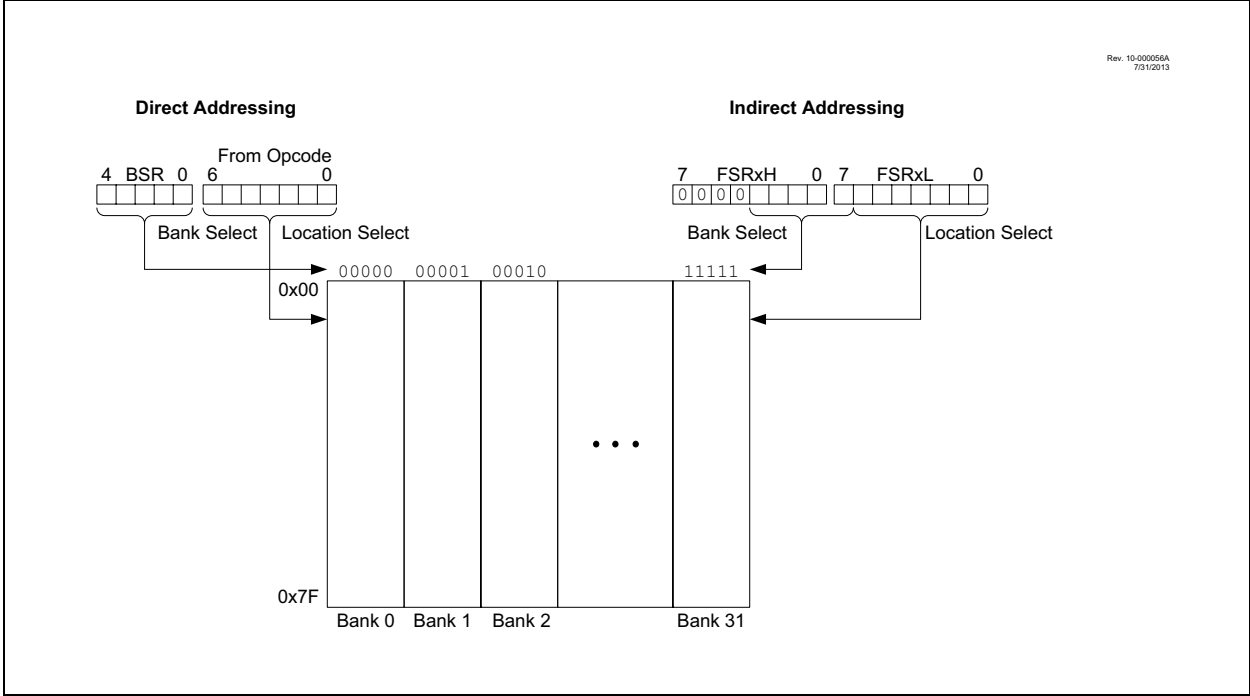 Rev. 10-000056A
7/31/2013
Direct Addressing
Indirect Addressing
From Opcode
4 BSR 0 6 0
7 FSRxH 0 7 FSRxL 0
0 0 0 0
Bank Select Location Select
Bank Select Location Select
00000 00001 00010 11111
0x00
. . .
0x7F
Bank 0 Bank 1 Bank 2 Bank 31